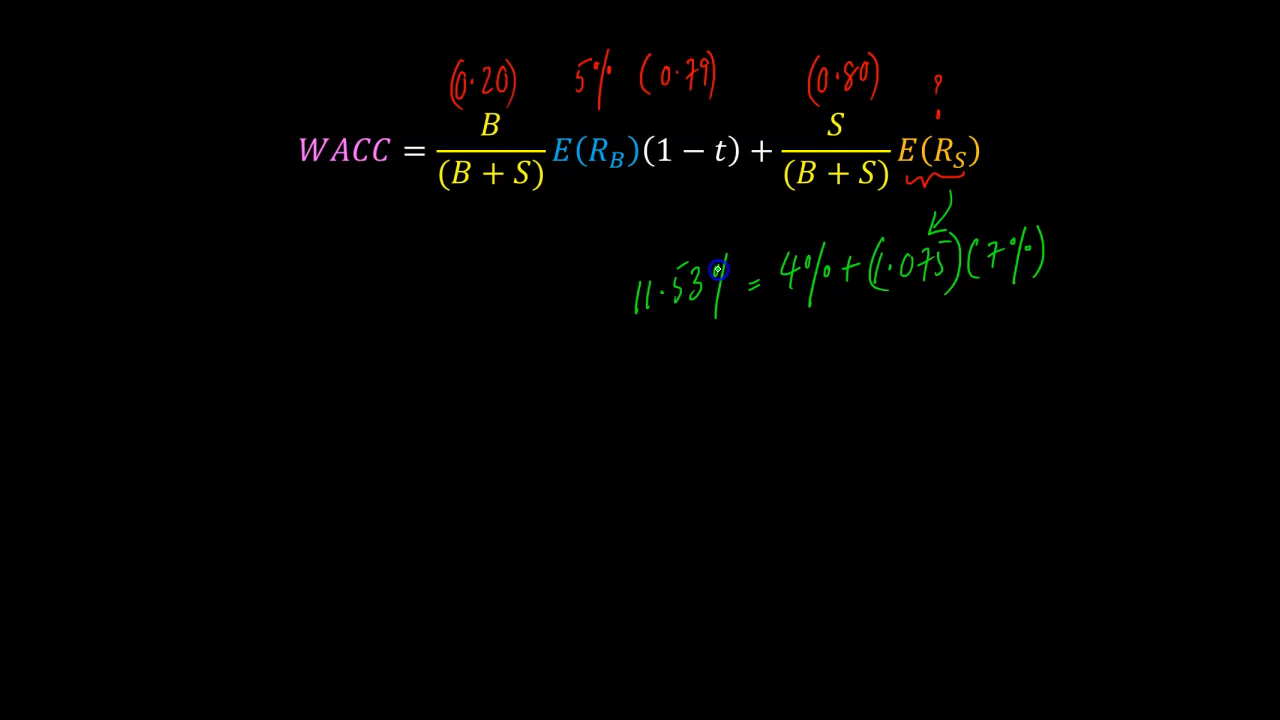 (0.20) 5% (0.79) (0.80) ?
WACC = B/(B + S) E(R_B)(1 − t) + S/(B + S) E(R_S)
11.53% = 4% + (1.075)(7%)